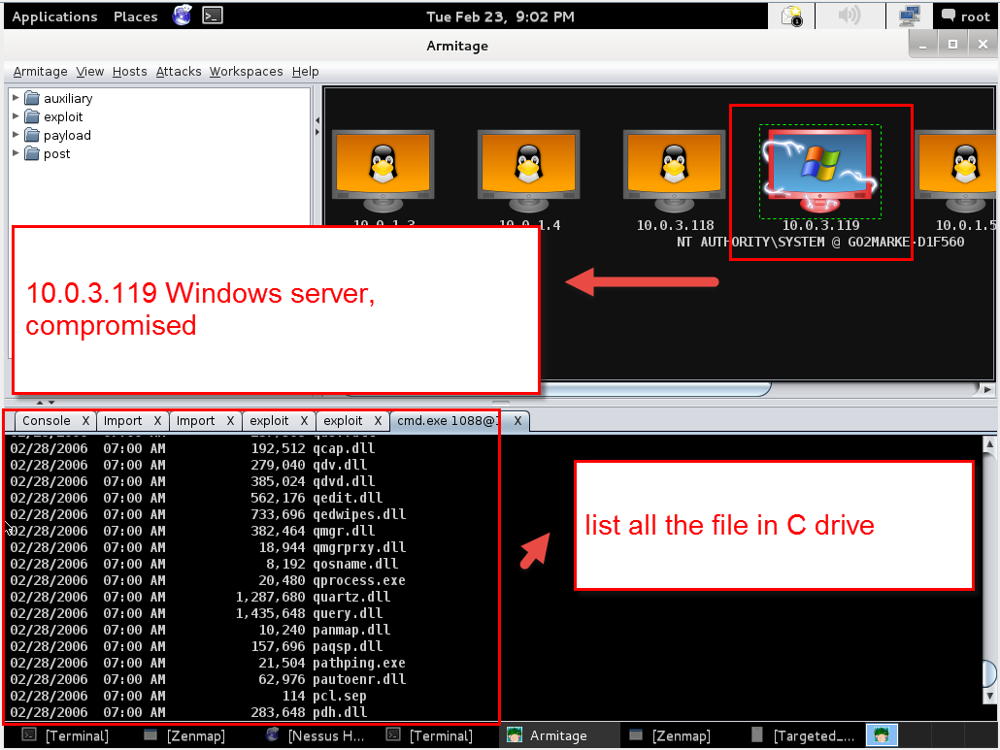 Applications Places Tue Feb 23, 9:02 PM root
Armitage
Armitage View Hosts Attacks Workspaces Help
auxiliary
exploit
payload
post
10.0.1.3 10.0.1.4 10.0.3.118 10.0.3.119 10.0.1.5
NT AUTHORITY\SYSTEM @ GO2MARKE-D1F560
10.0.3.119 Windows server,
compromised
Console X Import X Import X exploit X exploit X cmd.exe 1088@1 X
02/28/2006 07:00 AM 192,512 qcap.dll
02/28/2006 07:00 AM 279,040 qdv.dll
02/28/2006 07:00 AM 385,024 qdvd.dll
02/28/2006 07:00 AM 562,176 qedit.dll
02/28/2006 07:00 AM 733,696 qedwipes.dll
02/28/2006 07:00 AM 382,464 qmgr.dll
02/28/2006 07:00 AM 18,944 qmgrprxy.dll
02/28/2006 07:00 AM 8,192 qosname.dll
02/28/2006 07:00 AM 20,480 qprocess.exe
02/28/2006 07:00 AM 1,287,680 quartz.dll
02/28/2006 07:00 AM 1,435,648 query.dll
02/28/2006 07:00 AM 10,240 panmap.dll
02/28/2006 07:00 AM 157,696 paqsp.dll
02/28/2006 07:00 AM 21,504 pathping.exe
02/28/2006 07:00 AM 62,976 pautoenr.dll
02/28/2006 07:00 AM 114 pcl.sep
02/28/2006 07:00 AM 283,648 pdh.dll
list all the file in C drive
[Terminal] [Zenmap] [Nessus H... [Terminal] Armitage [Zenmap] [Targeted_...